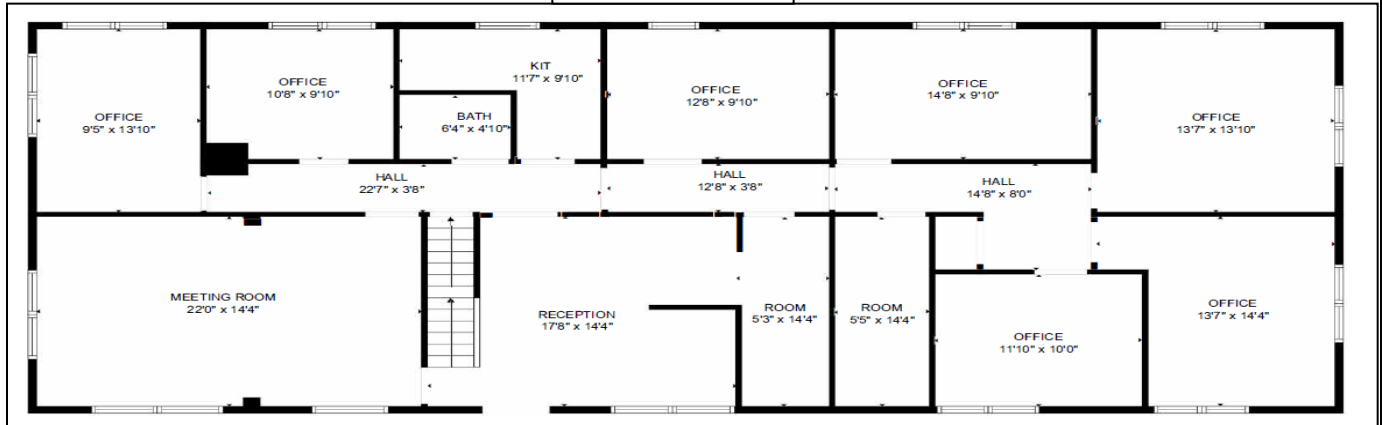 OFFICE
9'5" x 13'10"
OFFICE
10'8" x 9'10"
KIT
11'7" x 9'10"
BATH
6'4" x 4'10"
OFFICE
12'8" x 9'10"
OFFICE
14'8" x 9'10"
OFFICE
13'7" x 13'10"
HALL
22'7" x 3'8"
HALL
12'8" x 3'8"
HALL
14'8" x 8'0"
MEETING ROOM
22'0" x 14'4"
RECEPTION
17'8" x 14'4"
ROOM
5'3" x 14'4"
ROOM
5'5" x 14'4"
OFFICE
11'10" x 10'0"
OFFICE
13'7" x 14'4"